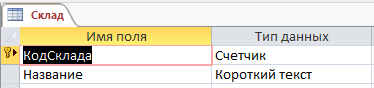 Склад
Имя поля Тип данных
КодСклада Счетчик
Название Короткий текст